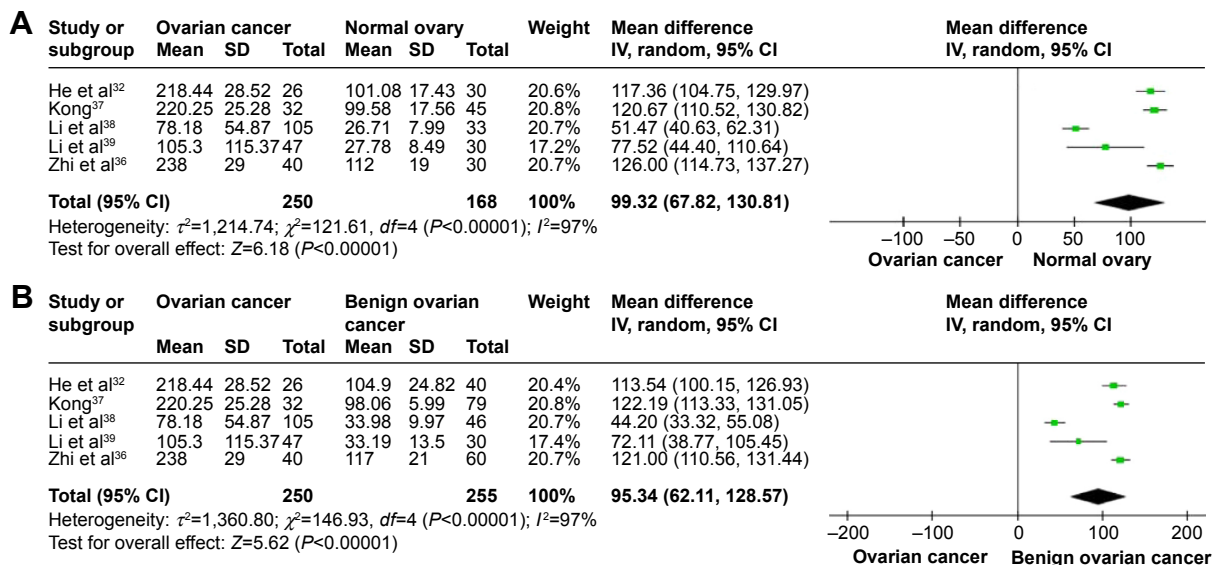 A
Study or Ovarian cancer Normal ovary Weight Mean difference Mean difference
subgroup Mean SD Total Mean SD Total IV, random, 95% CI IV, random, 95% CI
He et al³² 218.44 28.52 26 101.08 17.43 30 20.6% 117.36 (104.75, 129.97)
Kong³⁷ 220.25 25.28 32 99.58 17.56 45 20.7% 120.67 (110.52, 130.82)
Li et al³⁸ 78.18 54.87 105 26.71 7.99 33 20.7% 51.47 (40.63, 62.31)
Li et al³⁹ 105.3 115.37 47 27.78 8.49 30 17.2% 77.52 (44.40, 110.64)
Zhi et al³⁶ 238 29 40 112 19 30 20.7% 126.00 (114.73, 137.27)
Total (95% CI) 250 168 100% 99.32 (67.82, 130.81)
Heterogeneity: τ²=1,214.74; χ²=121.61, df=4 (P<0.00001); I²=97%
Test for overall effect: Z=6.18 (P<0.00001)
–100 –50 0 50 100
Ovarian cancer Normal ovary
B
Study or Ovarian cancer Benign ovarian Weight Mean difference Mean difference
subgroup cancer IV, random, 95% CI IV, random, 95% CI
Mean SD Total Mean SD Total
He et al³² 218.44 28.52 26 104.9 24.82 40 20.4% 113.54 (100.15, 126.93)
Kong³⁷ 220.25 25.28 32 98.06 5.99 79 20.8% 122.19 (113.33, 131.05)
Li et al³⁸ 78.18 54.87 105 33.98 9.97 46 20.7% 44.20 (33.32, 55.08)
Li et al³⁹ 105.3 115.37 47 33.19 13.5 30 17.4% 72.11 (38.77, 105.45)
Zhi et al³⁶ 238 29 40 117 21 60 20.7% 121.00 (110.56, 131.44)
Total (95% CI) 250 255 100% 95.34 (62.11, 128.57)
Heterogeneity: τ²=1,360.80; χ²=146.93, df=4 (P<0.00001); I²=97%
Test for overall effect: Z=5.62 (P<0.00001)
–200 –100 0 100 200
Ovarian cancer Benign ovarian cancer